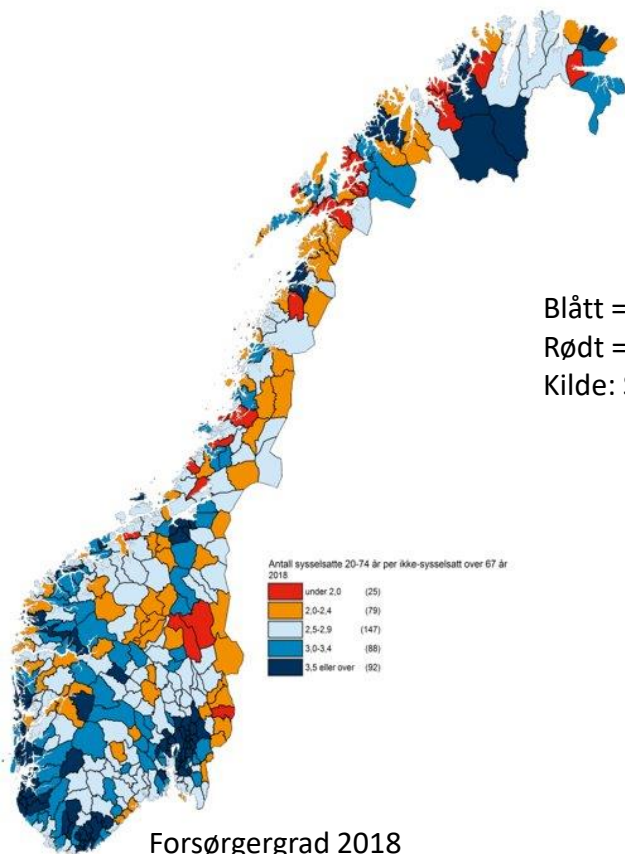 Blått =
Rødt =
Kilde:
Antall sysselsatte 20-74 år per ikke-sysselsatt over 67 år
2018
under 2,0 (25)
2,0-2,4 (79)
2,5-2,9 (147)
3,0-3,4 (88)
3,5 eller over (92)
Forsørgergrad 2018